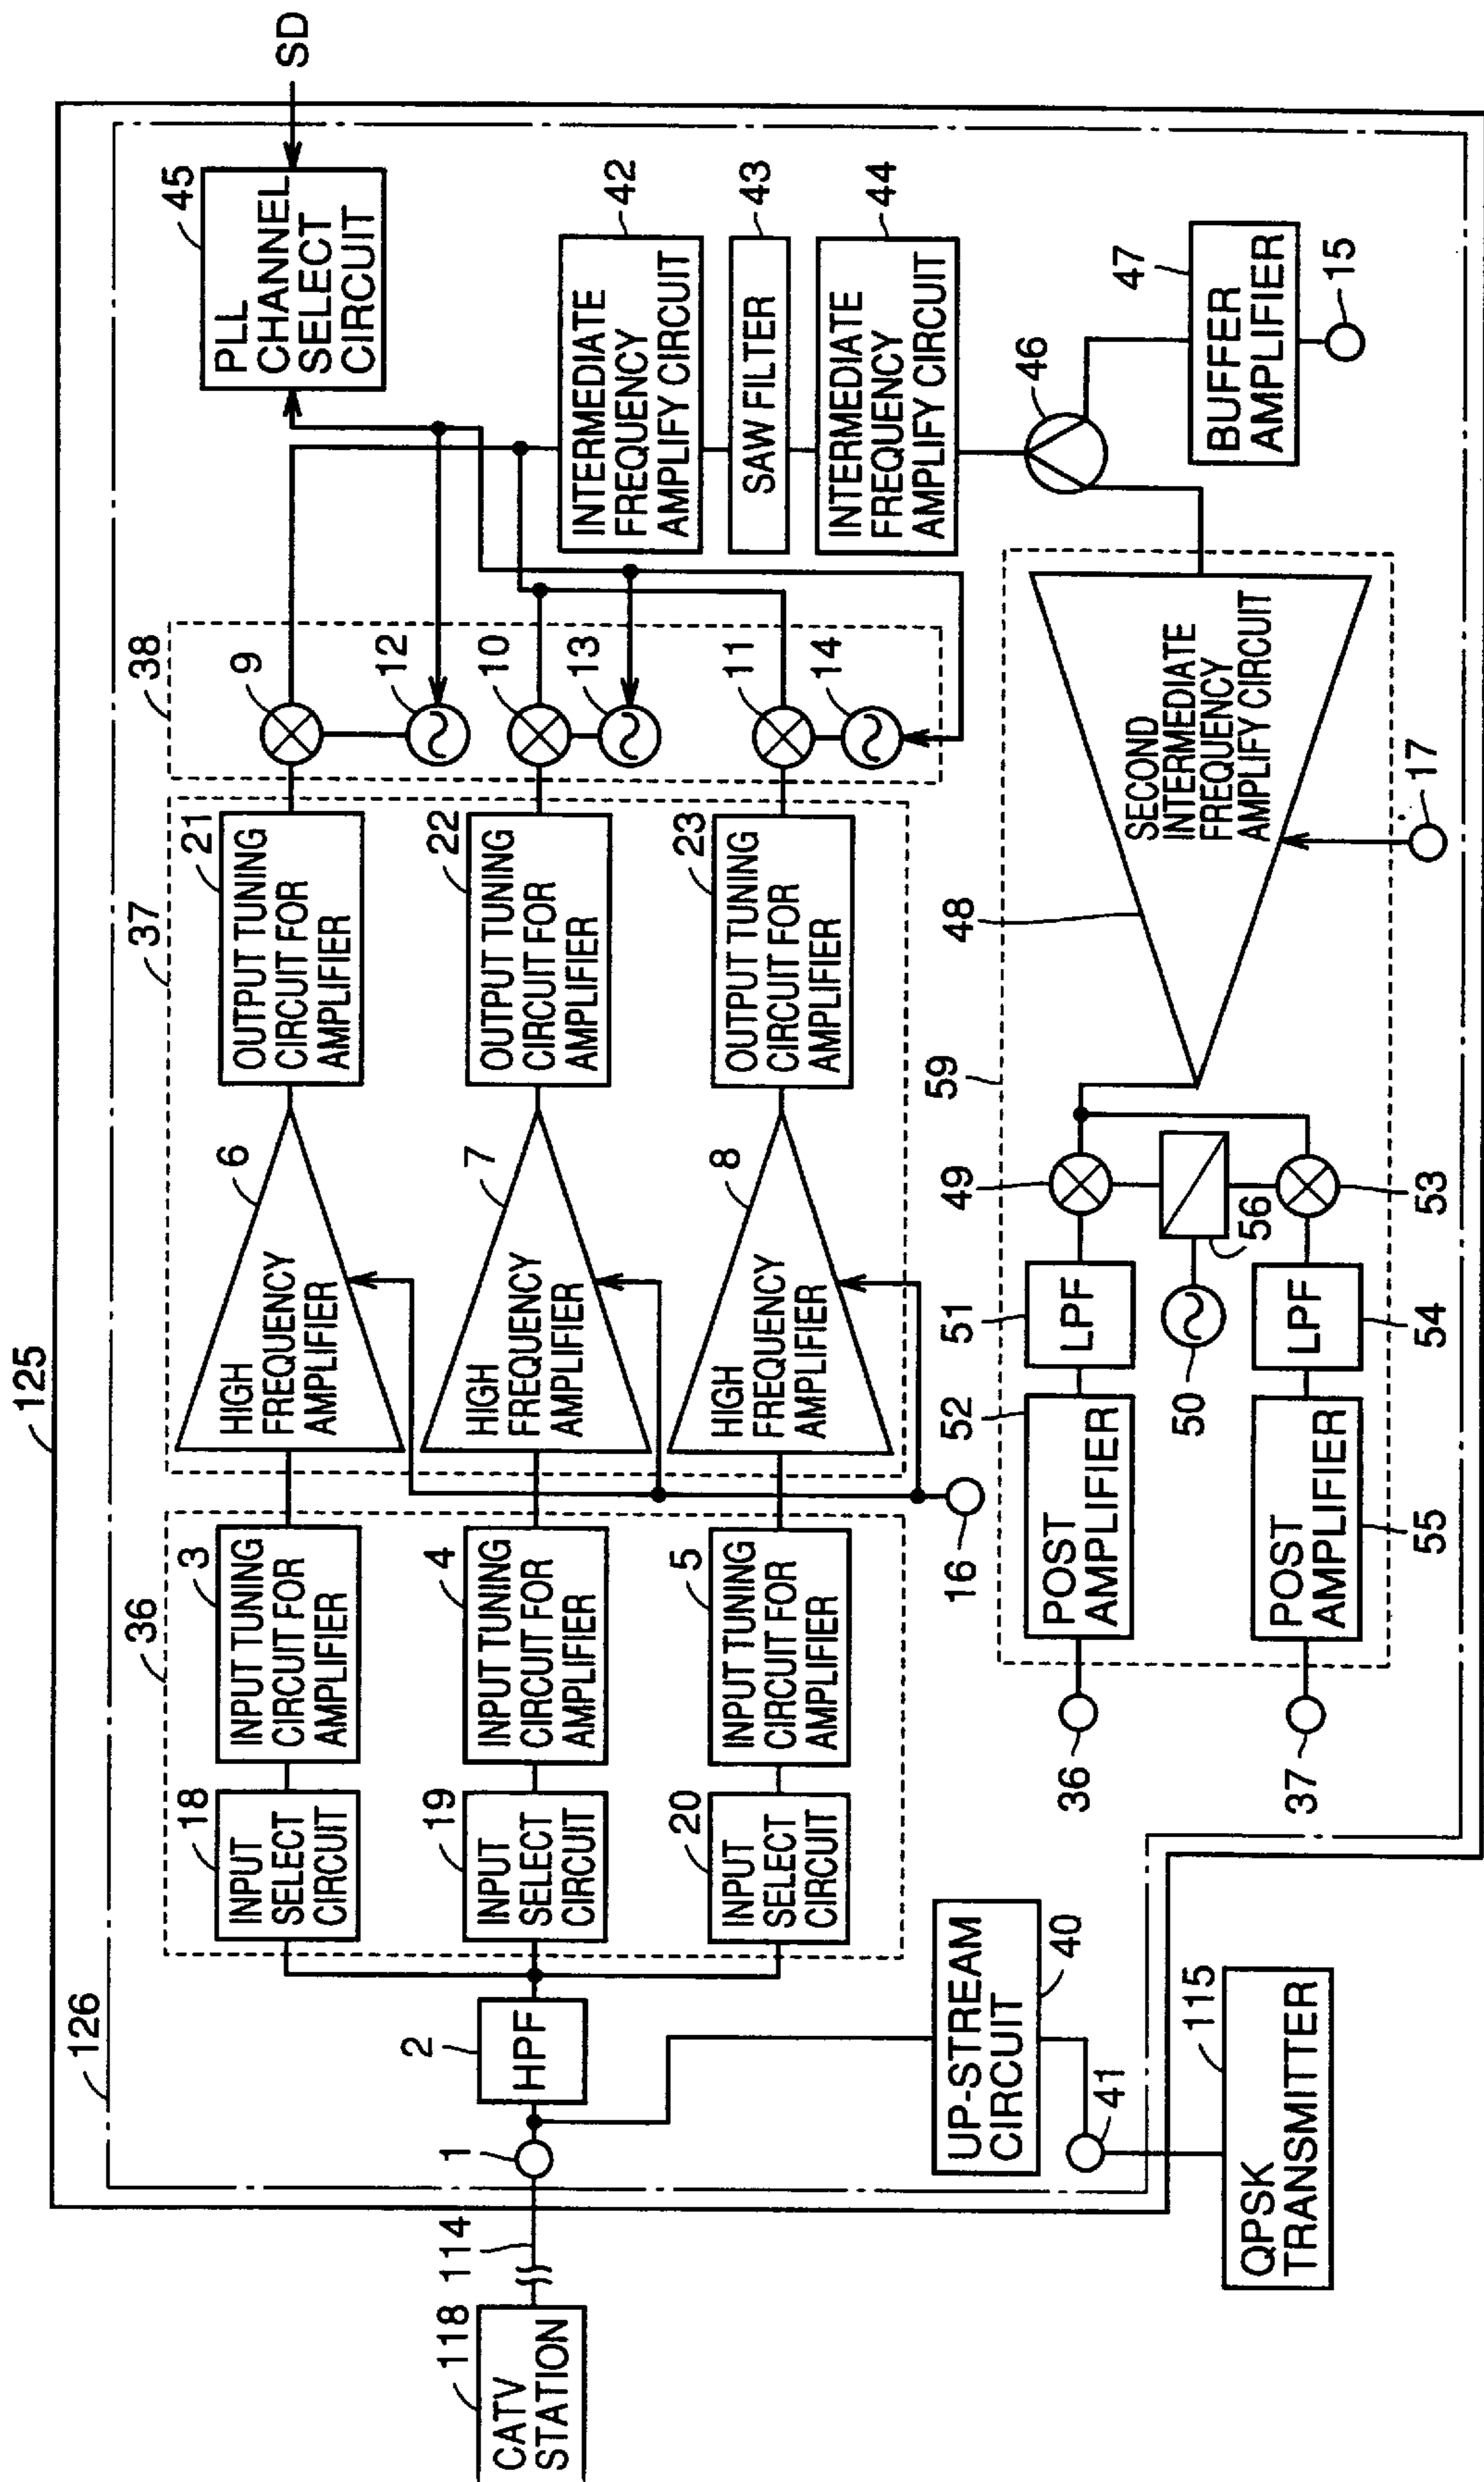 125
126
118
CATV
STATION
114
1
2
HPF
36
18
INPUT
SELECT
CIRCUIT
3
INPUT TUNING
CIRCUIT FOR
AMPLIFIER
19
INPUT
SELECT
CIRCUIT
4
INPUT TUNING
CIRCUIT FOR
AMPLIFIER
20
INPUT
SELECT
CIRCUIT
5
INPUT TUNING
CIRCUIT FOR
AMPLIFIER
37
6
HIGH
FREQUENCY
AMPLIFIER
21
OUTPUT TUNING
CIRCUIT FOR
AMPLIFIER
7
HIGH
FREQUENCY
AMPLIFIER
22
OUTPUT TUNING
CIRCUIT FOR
AMPLIFIER
8
HIGH
FREQUENCY
AMPLIFIER
23
OUTPUT TUNING
CIRCUIT FOR
AMPLIFIER
16
38
9
12
10
13
11
14
45
PLL
CHANNEL
SELECT
CIRCUIT
SD
42
INTERMEDIATE
FREQUENCY
AMPLIFY CIRCUIT
43
SAW FILTER
44
INTERMEDIATE
FREQUENCY
AMPLIFY CIRCUIT
46
47
BUFFER
AMPLIFIER
15
UP-STREAM
CIRCUIT
40
41
115
QPSK
TRANSMITTER
59
48
SECOND
INTERMEDIATE
FREQUENCY
AMPLIFY CIRCUIT
17
49
51
LPF
52
POST
AMPLIFIER
36
56
50
53
LPF
54
POST
AMPLIFIER
55
37